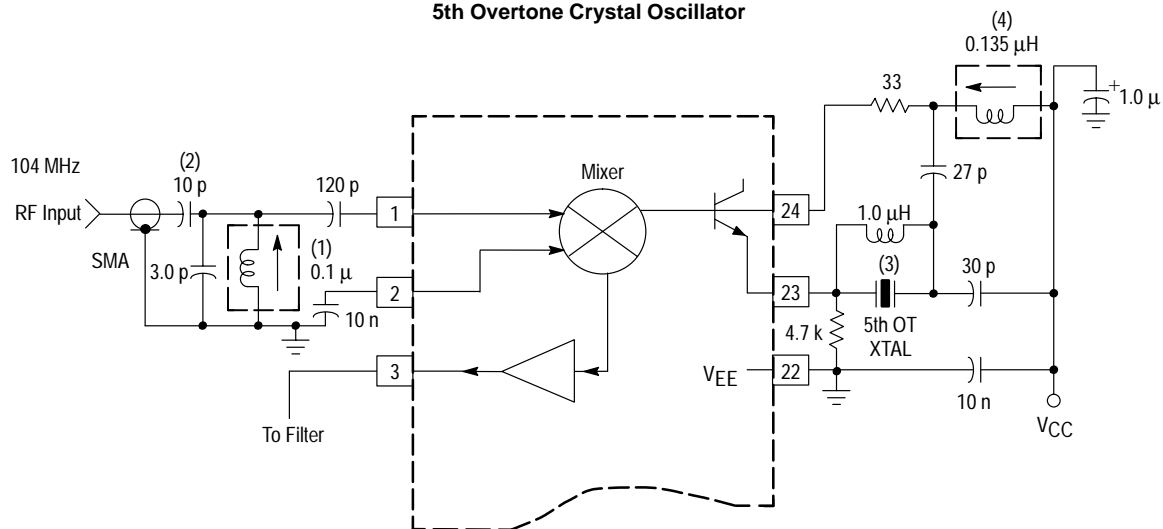 5th Overtone Crystal Oscillator
(4)
0.135 µH
33
+
1.0 µ
104 MHz
(2)
10 p
120 p
Mixer
27 p
RF Input
1
24
1.0 µH
SMA
3.0 p
(1)
0.1 µ
(3)
30 p
2
23
10 n
4.7 k
5th OT
XTAL
3
VEE
22
10 n
To Filter
VCC